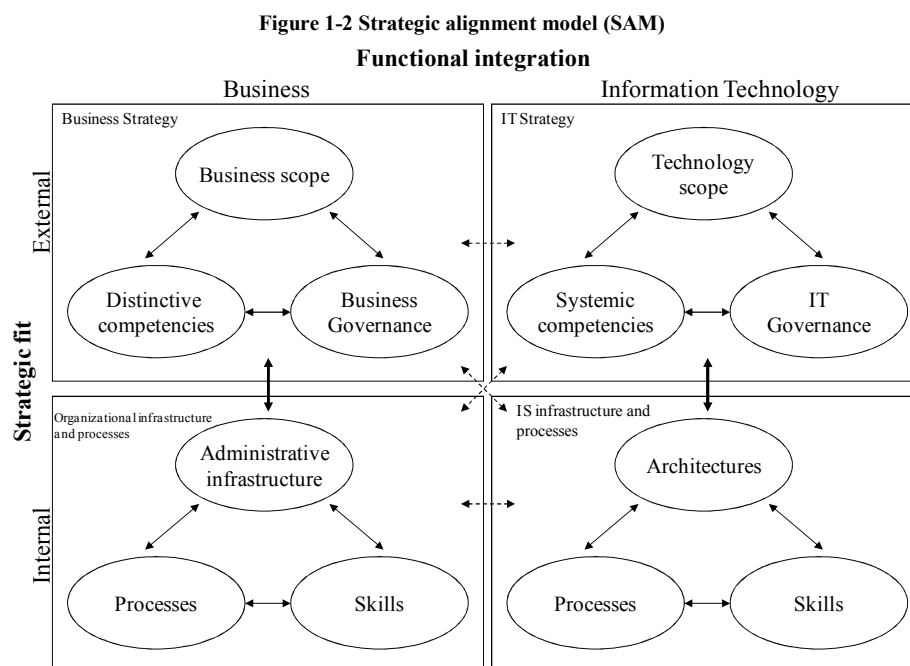 Figure 1-2 Strategic alignment model (SAM)
Functional integration
Business
Information Technology
Strategic fit
External
Business Strategy
Business scope
Distinctive
competencies
Business
Governance
IT Strategy
Technology
scope
Systemic
competencies
IT
Governance
Internal
Organizational infrastructure
and processes
Administrative
infrastructure
Processes
Skills
IS infrastructure and
processes
Architectures
Processes
Skills